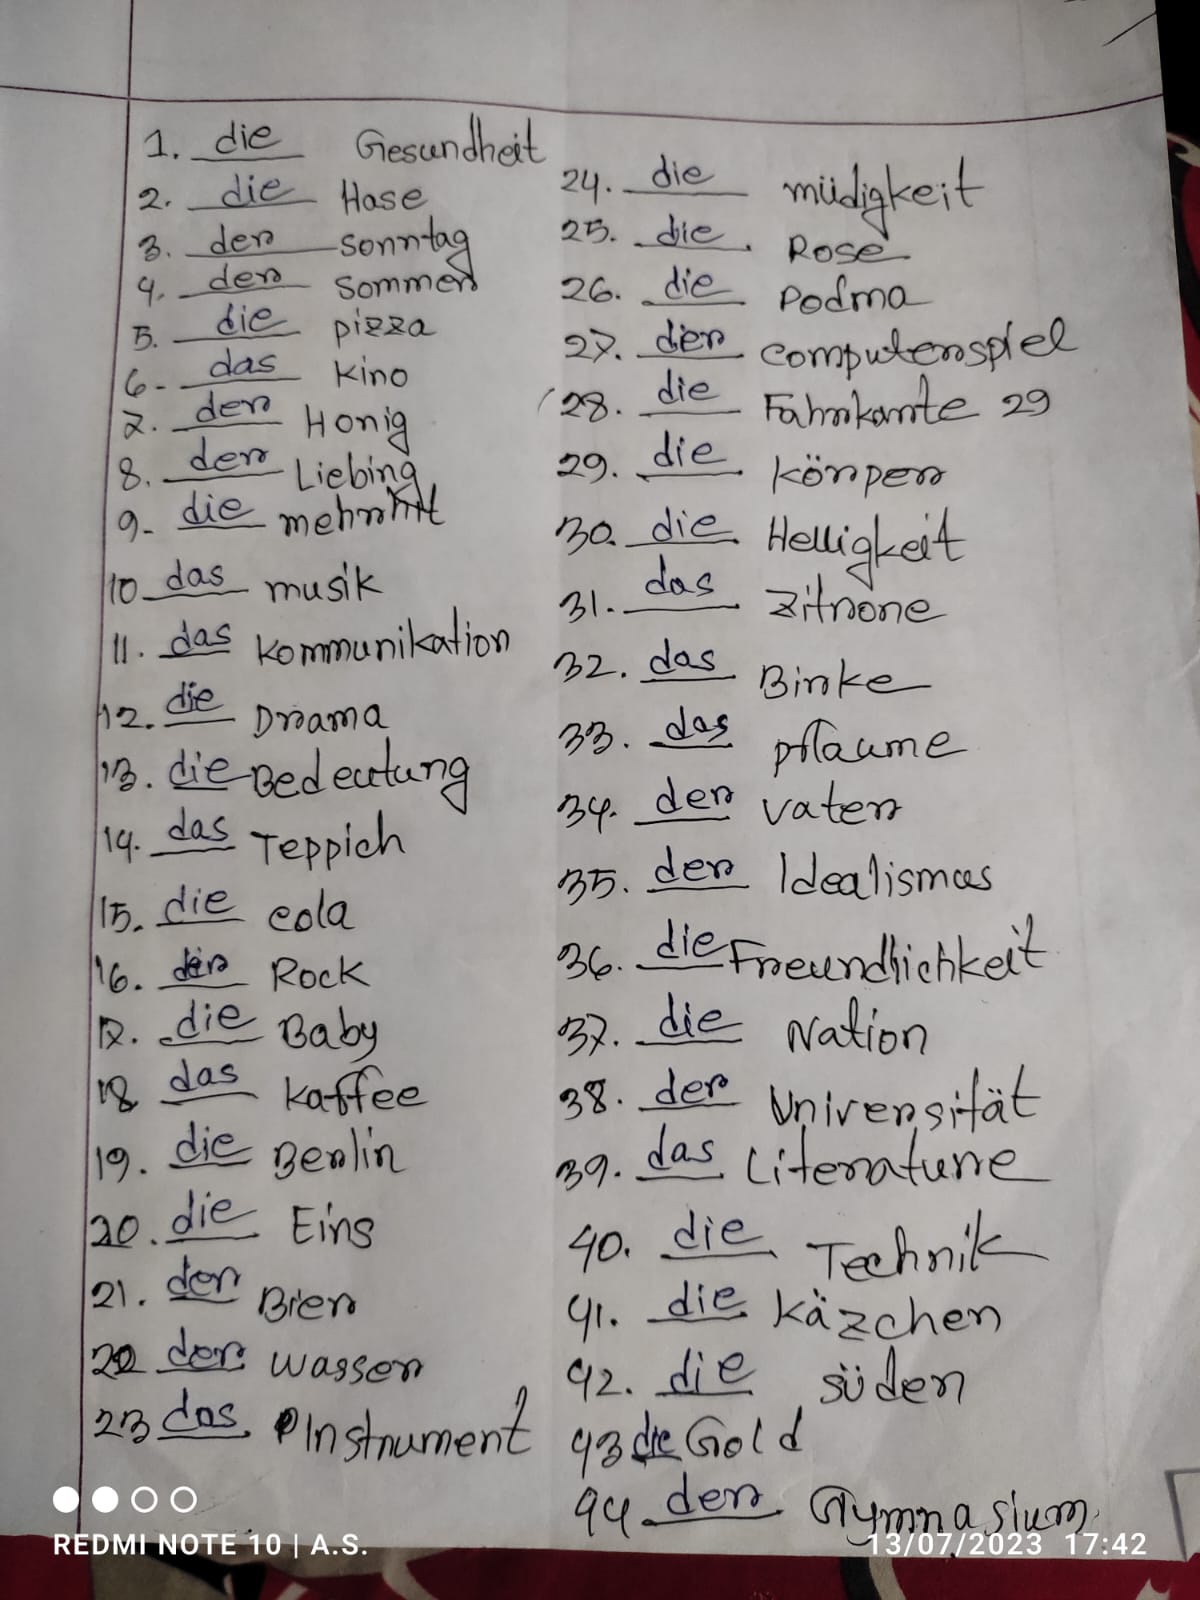 1. die Gesundheit
2. die Hase
3. der Sonntag
4. der Sommer
5. die pizza
6- das Kino
7. der Honig
8. der Liebing
9- die
10. das musik
11. das Kommunikation
12. die Drama
13. die Bedeutung
14. das Teppich
15. die cola
16. der Rock
17. die Baby
18 das Kaffee
19. die Berlin
20. die Eins
21. der Bier
22 der wasser
23 das Instrument
24. die müdigkeit
25. die Rose
26. die Podma
27. der computerspiel
28. die Fahrkarte 29
29. die Körper
30. die Helligkeit
31. das Zitrone
32. das Birke
33. das pflaume
34. der vater
35. der Idealismus
36. die Freundlichkeit
37. die Nation
38. der Universität
39. das Literature
40. die Technik
41. die Käzchen
42. die süden
43 die Gold
44 der Gymnasium
REDMI NOTE 10 | A.S.
13/07/2023 17:42